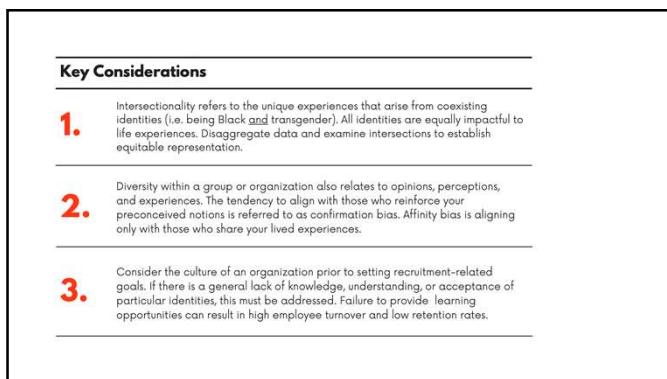 Key Considerations
1.
Intersectionality refers to the unique experiences that arise from coexisting
identities (i.e. being Black and transgender). All identities are equally impactful to
life experiences. Disaggregate data and examine intersections to establish
equitable representation.
2.
Diversity within a group or organization also relates to opinions, perceptions,
and experiences. The tendency to align with those who reinforce your
preconceived notions is referred to as confirmation bias. Affinity bias is aligning
only with those who share your lived experiences.
3.
Consider the culture of an organization prior to setting recruitment-related
goals. If there is a general lack of knowledge, understanding, or acceptance of
particular identities, this must be addressed. Failure to provide learning
opportunities can result in high employee turnover and low retention rates.